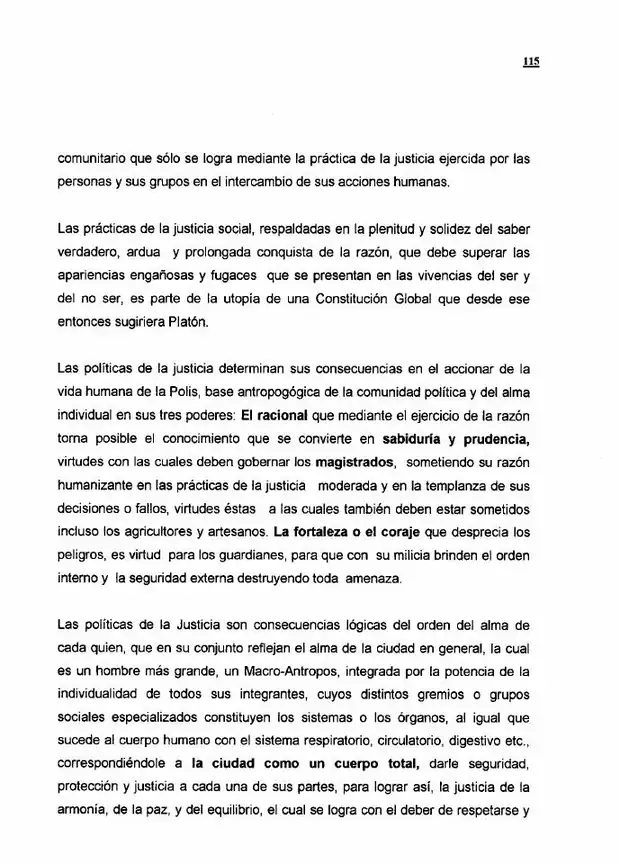 115
comunitario que sólo se logra mediante la práctica de la justicia ejercida por las
personas y sus grupos en el intercambio de sus acciones humanas.
Las prácticas de la justicia social, respaldadas en la plenitud y solidez del saber
verdadero, ardua y prolongada conquista de la razón, que debe superar las
apariencias engañosas y fugaces que se presentan en las vivencias del ser y
del no ser, es parte de la utopía de una Constitución Global que desde ese
entonces sugiriera Platón.
Las políticas de la justicia determinan sus consecuencias en el accionar de la
vida humana de la Polis, base antropogógica de la comunidad política y del alma
individual en sus tres poderes: El racional que mediante el ejercicio de la razón
torna posible el conocimiento que se convierte en sabiduría y prudencia,
virtudes con las cuales deben gobernar los magistrados, sometiendo su razón
humanizante en las prácticas de la justicia moderada y en la templanza de sus
decisiones o fallos, virtudes éstas a las cuales también deben estar sometidos
incluso los agricultores y artesanos. La fortaleza o el coraje que desprecia los
peligros, es virtud para los guardianes, para que con su milicia brinden el orden
interno y la seguridad externa destruyendo toda amenaza.
Las políticas de la Justicia son consecuencias lógicas del orden del alma de
cada quien, que en su conjunto reflejan el alma de la ciudad en general, la cual
es un hombre más grande, un Macro-Antropos, integrada por la potencia de la
individualidad de todos sus integrantes, cuyos distintos gremios o grupos
sociales especializados constituyen los sistemas o los órganos, al igual que
sucede al cuerpo humano con el sistema respiratorio, circulatorio, digestivo etc.,
correspondiéndole a la ciudad como un cuerpo total, darle seguridad,
protección y justicia a cada una de sus partes, para lograr así, la justicia de la
armonía, de la paz, y del equilibrio, el cual se logra con el deber de respetarse y